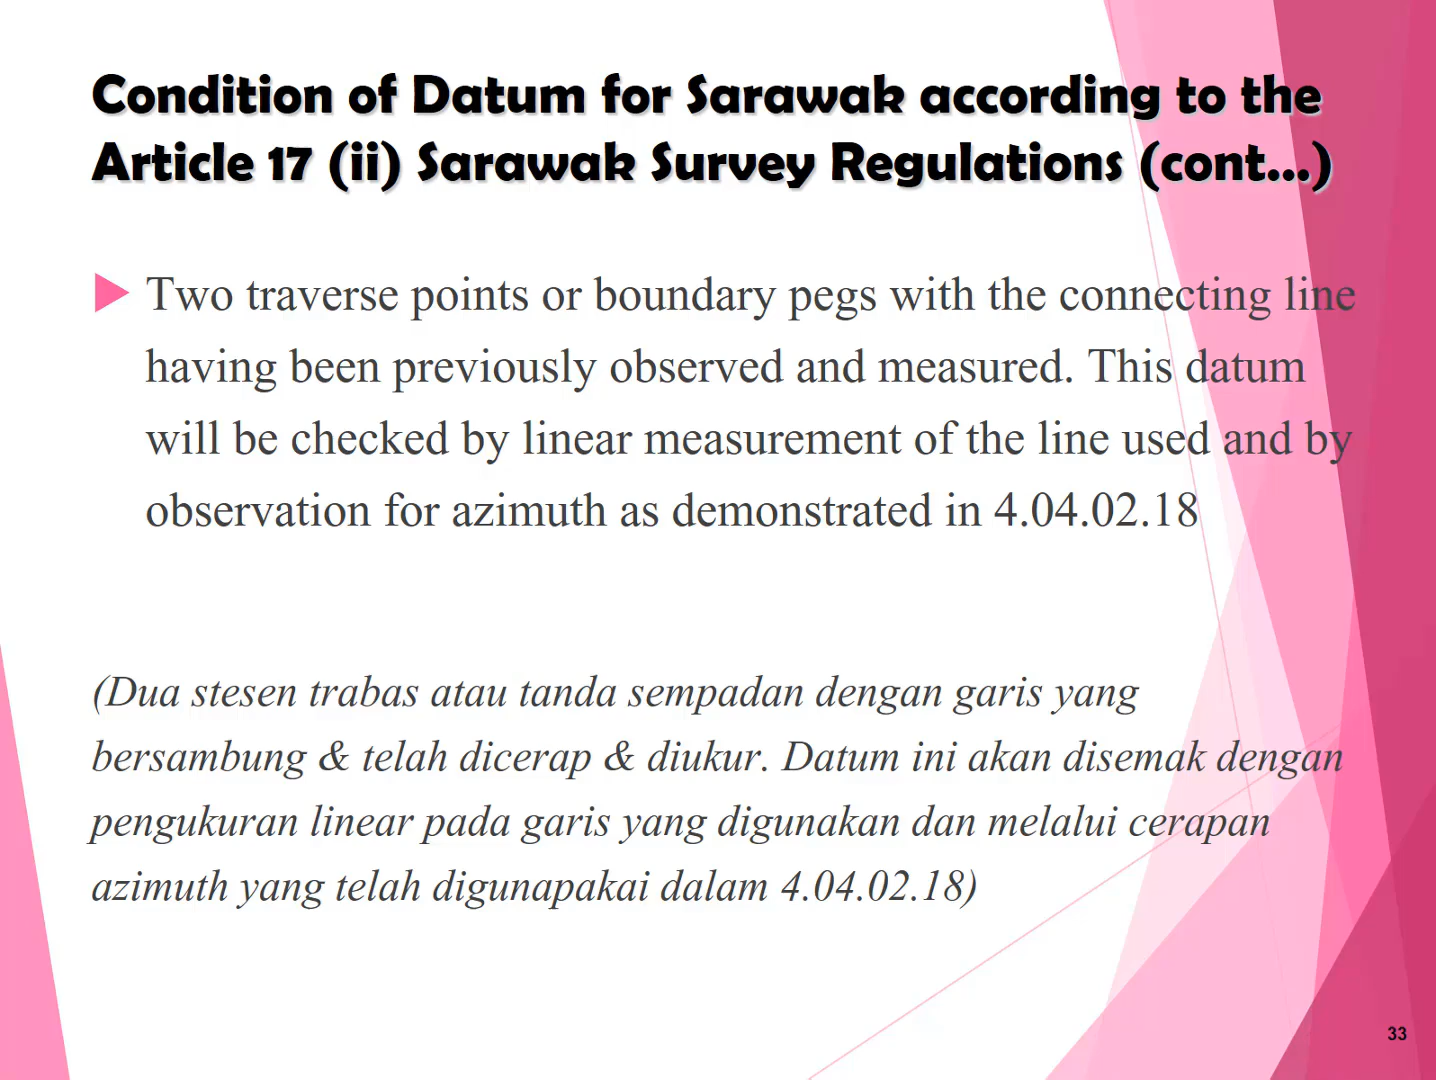 Condition of Datum for Sarawak according to the
Article 17 (ii) Sarawak Survey Regulations (cont...)
Two traverse points or boundary pegs with the connecting line
having been previously observed and measured. This datum
will be checked by linear measurement of the line used and by
observation for azimuth as demonstrated in 4.04.02.18
(Dua stesen trabas atau tanda sempadan dengan garis yang
bersambung & telah dicerap & diukur. Datum ini akan disemak dengan
pengukuran linear pada garis yang digunakan dan melalui cerapan
azimuth yang telah digunapakai dalam 4.04.02.18)
33